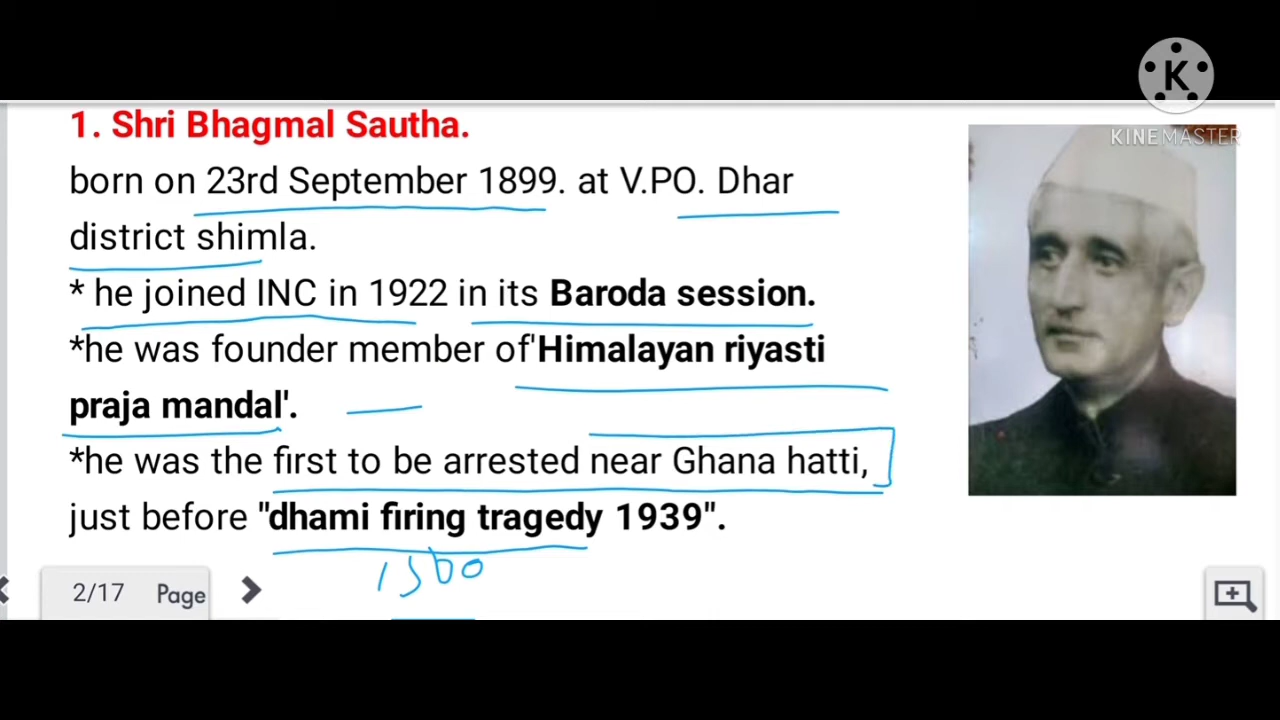 K
KINEMASTER
1. Shri Bhagmal Sautha.
born on 23rd September 1899. at V.PO. Dhar
district shimla.
* he joined INC in 1922 in its Baroda session.
*he was founder member of'Himalayan riyasti
praja mandal'.
*he was the first to be arrested near Ghana hatti,
just before "dhami firing tragedy 1939".
2/17 Page